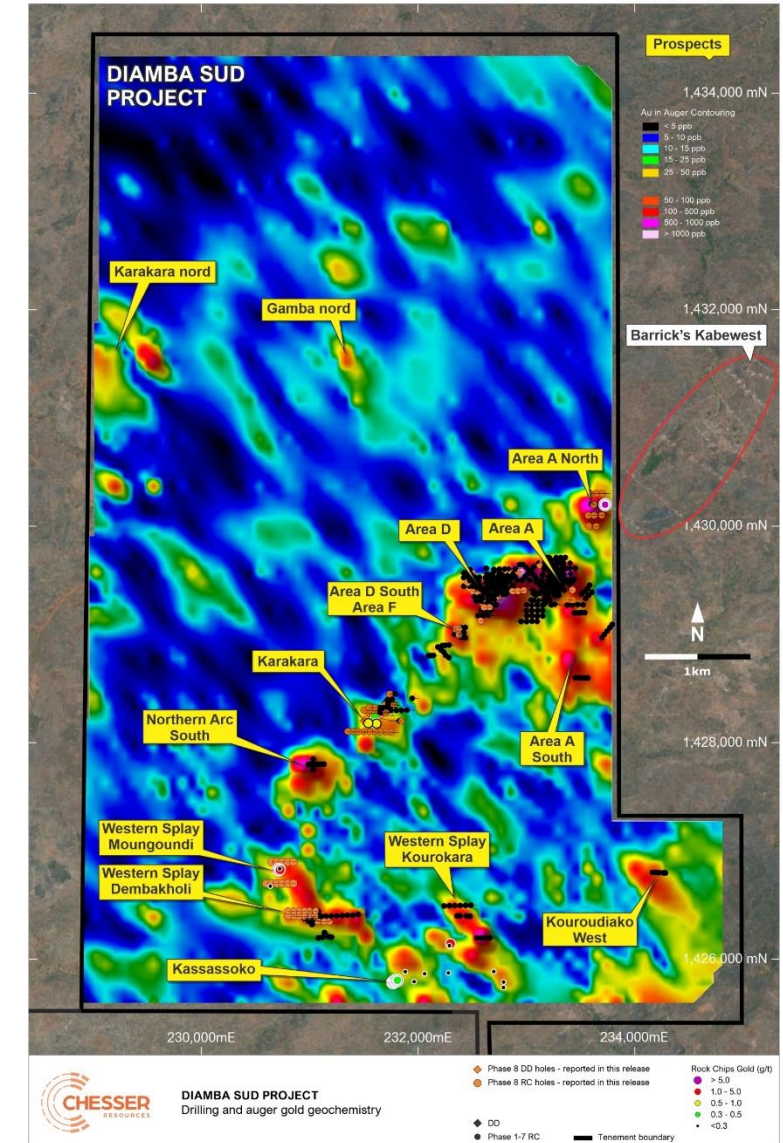 DIAMBA SUD
PROJECT
Prospects
1,434,000 mN
Au in Auger Contouring
< 5 ppb
5 - 10 ppb
10 - 15 ppb
15 - 25 ppb
25 - 50 ppb
50 - 100 ppb
100 - 500 ppb
500 - 1000 ppb
> 1000 ppb
Karakara nord
Gamba nord
1,432,000 mN
Barrick's Kabewest
Area A North
1,430,000 mN
Area D
Area A
Area D South
Area F
N
1km
Karakara
Northern Arc
South
Area A
South
1,428,000 mN
Western Splay
Moungoundi
Western Splay
Kourokara
Western Splay
Dembakholi
Kouroudiako
West
Kassassoko
1,426,000 mN
230,000mE
232,000mE
234,000mE
CHESSER
RESOURCES
DIAMBA SUD PROJECT
Drilling and auger gold geochemistry
Phase 8 DD holes - reported in this release
Phase 8 RC holes - reported in this release
DD
Phase 1-7 RC
Tenement boundary
Rock Chips Gold (g/t)
> 5.0
1.0 - 5.0
0.5 - 1.0
0.3 - 0.5
<0.3